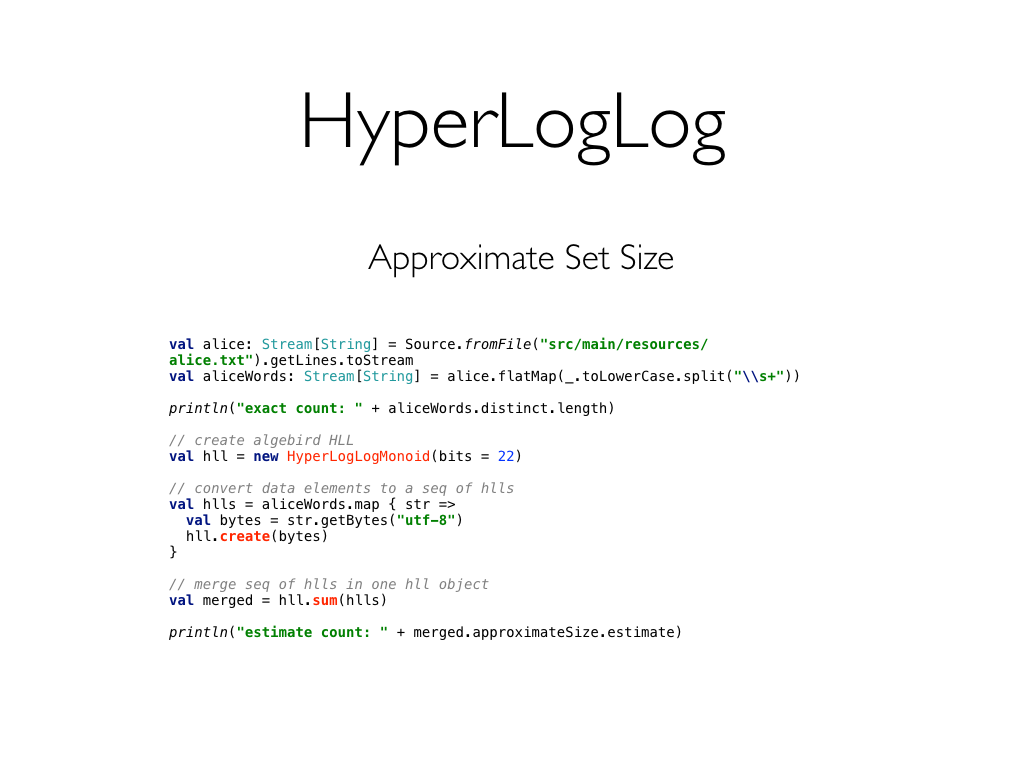 HyperLogLog
Approximate Set Size
val alice: Stream[String] = Source.fromFile("src/main/resources/
alice.txt").getLines.toStream
val aliceWords: Stream[String] = alice.flatMap(_.toLowerCase.split("\\s+"))
println("exact count: " + aliceWords.distinct.length)
// create algebird HLL
val hll = new HyperLogLogMonoid(bits = 22)
// convert data elements to a seq of hlls
val hlls = aliceWords.map { str =>
  val bytes = str.getBytes("utf-8")
  hll.create(bytes)
}
// merge seq of hlls in one hll object
val merged = hll.sum(hlls)
println("estimate count: " + merged.approximateSize.estimate)